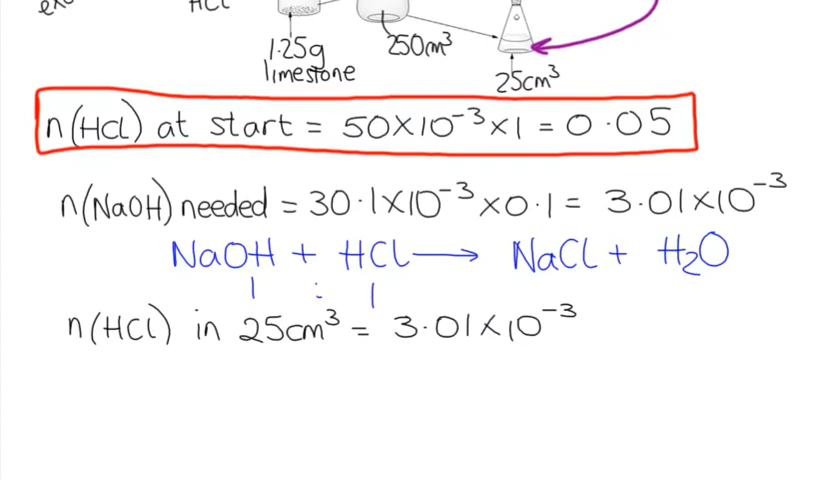 HCl
1.25g
limestone
250cm³
25cm³
n(HCl) at start = 50×10⁻³×1 = 0.05
n(NaOH) needed = 30.1×10⁻³×0.1 = 3.01×10⁻³
NaOH + HCl → NaCl + H₂O
1 : 1
n(HCl) in 25cm³ = 3.01×10⁻³